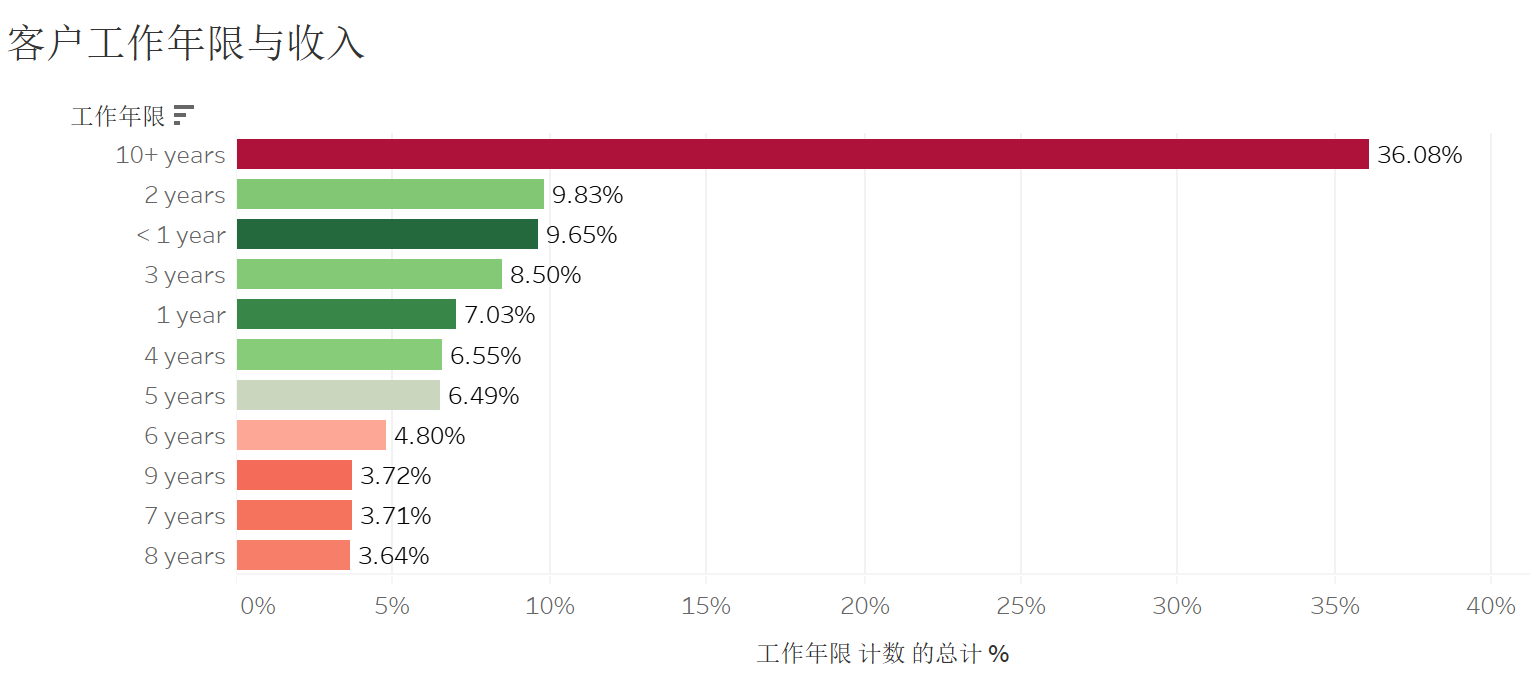 客户工作年限与收入
工作年限
10+ years 36.08%
2 years 9.83%
< 1 year 9.65%
3 years 8.50%
1 year 7.03%
4 years 6.55%
5 years 6.49%
6 years 4.80%
9 years 3.72%
7 years 3.71%
8 years 3.64%
0% 5% 10% 15% 20% 25% 30% 35% 40%
工作年限 计数 的总计 %